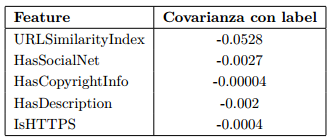 Feature Covarianza con label
URLSimilarityIndex -0.0528
HasSocialNet -0.0027
HasCopyrightInfo -0.00004
HasDescription -0.002
IsHTTPS -0.0004